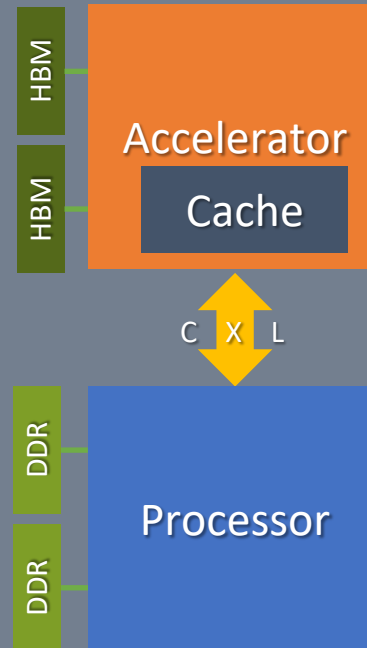 HBM
Accelerator
HBM
Cache
C X L
DDR
Processor
DDR